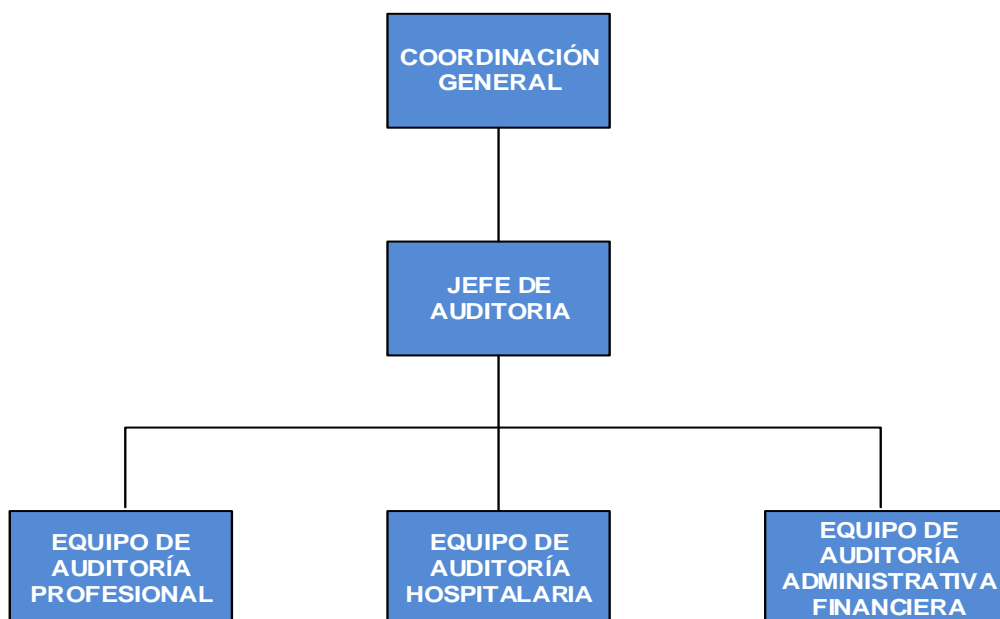 COORDINACIÓN
GENERAL
JEFE DE
AUDITORIA
EQUIPO DE
AUDITORÍA
PROFESIONAL
EQUIPO DE
AUDITORÍA
HOSPITALARIA
EQUIPO DE
AUDITORÍA
ADMINISTRATIVA
FINANCIERA